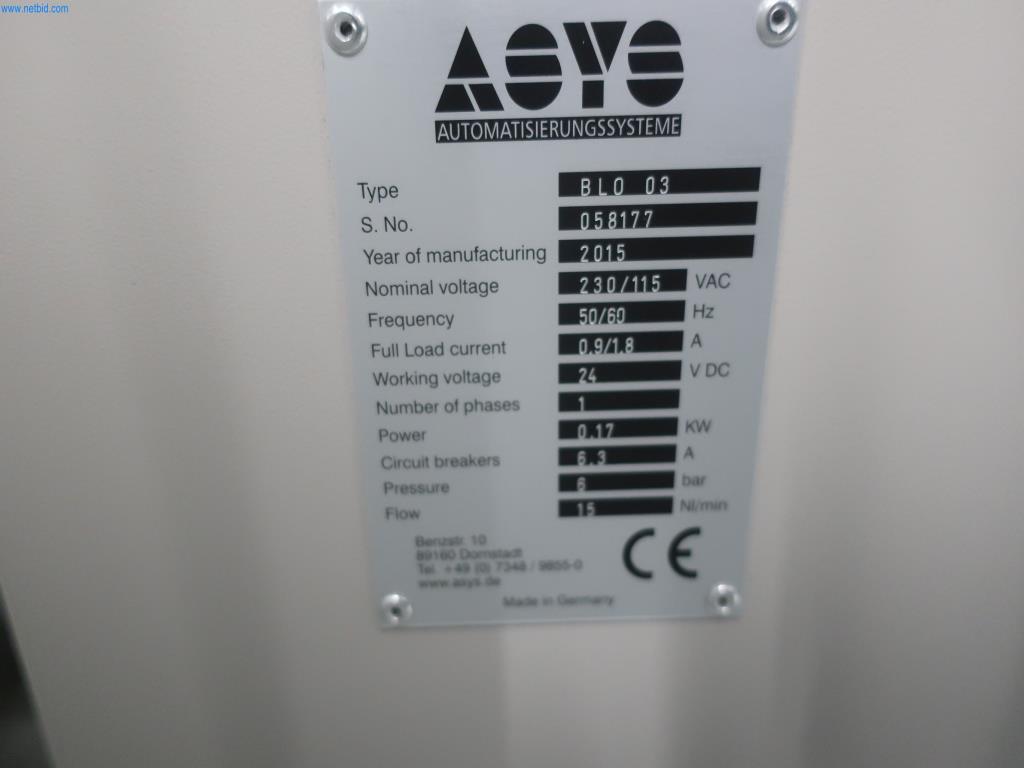 www.netbid.com
ASYS
AUTOMATISIERUNGSSYSTEME
Type BLO 03
S. No. 058177
Year of manufacturing 2015
Nominal voltage 230/115 VAC
Frequency 50/60 Hz
Full Load current 0.9/1.8 A
Working voltage 24 V DC
Number of phases 1
Power 0.17 KW
Circuit breakers 6.3 A
Pressure 6 bar
Flow 15 Nl/min
Benzstr. 10
89160 Dornstadt
Tel. +49 (0) 7348 / 9855-0
www.asys.de
CE
Made in Germany